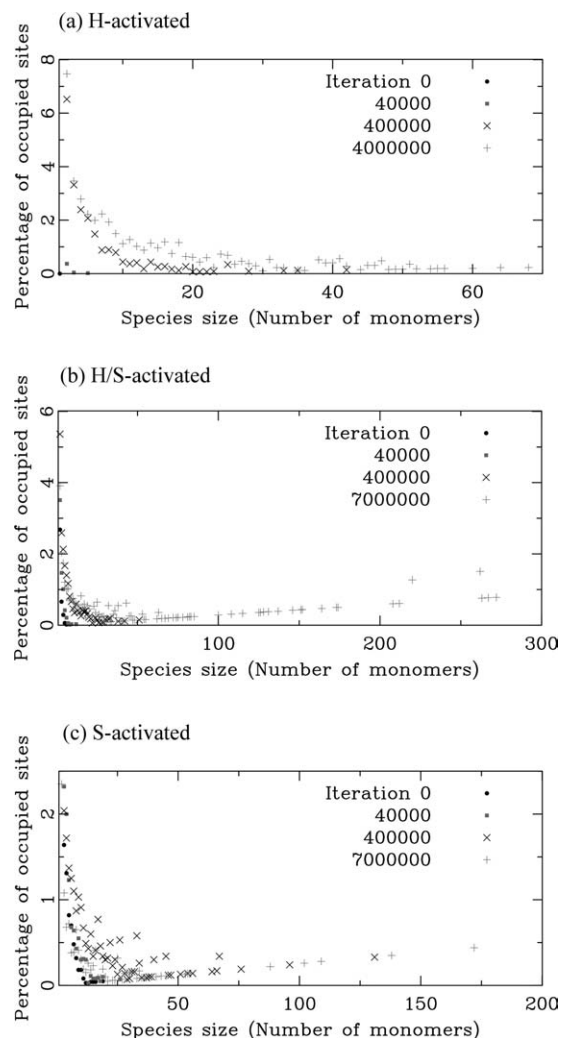 (a) H-activated
Percentage of occupied sites
8
6
4
2
0
Iteration 0
40000
400000
4000000
20
40
60
Species size (Number of monomers)
(b) H/S-activated
Percentage of occupied sites
6
4
2
0
Iteration 0
40000
400000
7000000
100
200
300
Species size (Number of monomers)
(c) S-activated
Percentage of occupied sites
2
1
0
Iteration 0
40000
400000
7000000
50
100
150
200
Species size (Number of monomers)